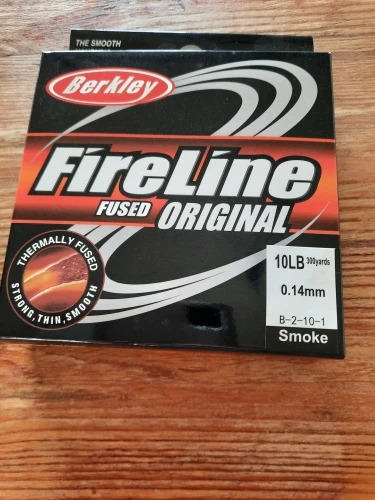 THE SMOOTH
Berkley
FireLine
FUSED ORIGINAL
THERMALLY FUSED
STRONG, THIN, SMOOTH
10LB 300yards
0.14mm
B-2-10-1
Smoke